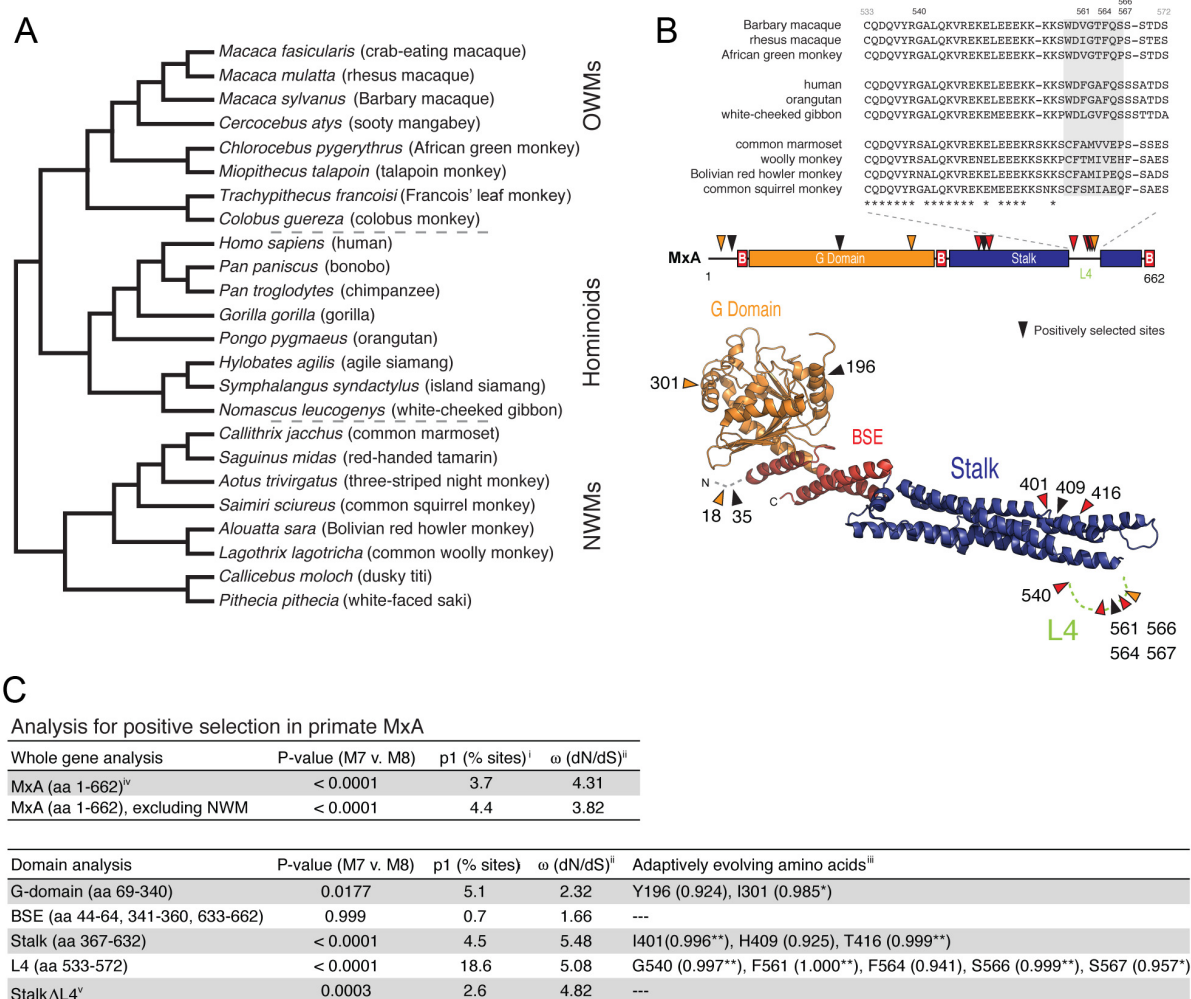 A
Macaca fasicularis (crab-eating macaque)
Macaca mulatta (rhesus macaque)
Macaca sylvanus (Barbary macaque)
Cercocebus atys (sooty mangabey)
Chlorocebus pygerythrus (African green monkey)
Miopithecus talapoin (talapoin monkey)
Trachypithecus francoisi (Francois' leaf monkey)
Colobus guereza (colobus monkey)
OWMs
Homo sapiens (human)
Pan paniscus (bonobo)
Pan troglodytes (chimpanzee)
Gorilla gorilla (gorilla)
Pongo pygmaeus (orangutan)
Hylobates agilis (agile siamang)
Symphalangus syndactylus (island siamang)
Nomascus leucogenys (white-cheeked gibbon)
Hominoids
Callithrix jacchus (common marmoset)
Saguinus midas (red-handed tamarin)
Aotus trivirgatus (three-striped night monkey)
Saimiri sciureus (common squirrel monkey)
Alouatta sara (Bolivian red howler monkey)
Lagothrix lagotricha (common woolly monkey)
Callicebus moloch (dusky titi)
Pithecia pithecia (white-faced saki)
NWMs
B
566
533 540 561 564 567 572
Barbary macaque CQDQVYRGALQKVREKELEEEKK-KKSWDVGTFQSS-STDS
rhesus macaque CQDQVYRGALQKVREKELEEEKK-KKSWDIGTFQPS-STES
African green monkey CQDQVYRGALQKVREKELEEEKK-KKSWDVGTFQPS-STDS
human CQDQVYRGALQKVREKELEEEKK-KKSWDFGAFQSSSATDS
orangutan CQDQVYRGALQKVREKELEEEKK-KKSWDFGAFQSSSATDS
white-cheeked gibbon CQDQVYRGALQKVREKEMEEEKK-KKPWDLGVFQSSSTTDA
common marmoset CQDQVYRSALQKVREKELEEEKRSKKSCFAMVVEPS-SSES
woolly monkey CQDQVYRSALQKVRENELEEEKKSKKPCFTMIVEHF-SAES
Bolivian red howler monkey CQDQVYRNALQKVREKELEEEKKSKKSCFAMIPEQS-SADS
common squirrel monkey CQDQVYRSALQKVREKEMEEEKKSNKSCFSMIAEQF-SAES
******* ******** * **** *
MxA
B G Domain B Stalk B
1 L4 662
Positively selected sites
G Domain
301
196
BSE
N
C
18 35
Stalk
401 409 416
540
L4
561 566
564 567
C
Analysis for positive selection in primate MxA
Whole gene analysis P-value (M7 v. M8) p1 (% sites)i ω (dN/dS)ii
MxA (aa 1-662)iv < 0.0001 3.7 4.31
MxA (aa 1-662), excluding NWM < 0.0001 4.4 3.82
Domain analysis P-value (M7 v. M8) p1 (% sites) ω (dN/dS)ii Adaptively evolving amino acidsiii
G-domain (aa 69-340) 0.0177 5.1 2.32 Y196 (0.924), I301 (0.985*)
BSE (aa 44-64, 341-360, 633-662) 0.999 0.7 1.66 ---
Stalk (aa 367-632) < 0.0001 4.5 5.48 I401(0.996**), H409 (0.925), T416 (0.999**)
L4 (aa 533-572) < 0.0001 18.6 5.08 G540 (0.997**), F561 (1.000**), F564 (0.941), S566 (0.999**), S567 (0.957*)
StalkΔL4v 0.0003 2.6 4.82 ---